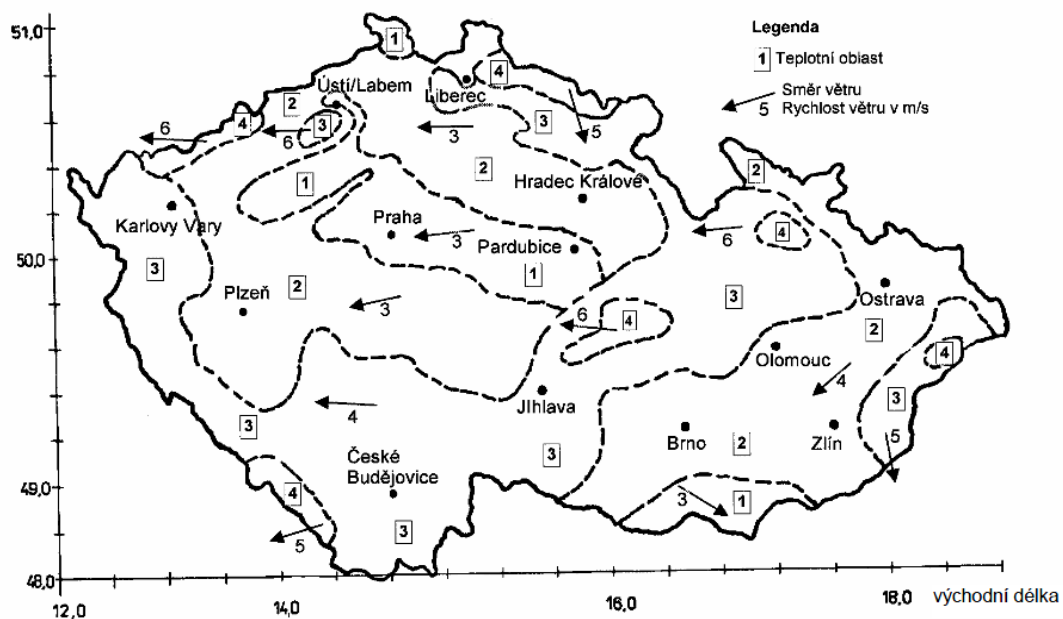 51,0
50,0
49,0
48,0
12,0
14,0
16,0
18,0
východní délka
Legenda
1 Teplotní oblast
Směr větru
5 Rychlost větru v m/s
1
Ústí/Labem
2
4
3
6
6
Liberec
4
3
5
3
2
1
Hradec Králové
2
Karlovy Vary
Praha
3
Pardubice
1
6
4
3
Plzeň
2
3
6
4
3
Ostrava
2
4
Olomouc
4
3
4
Jihlava
3
Brno
2
Zlín
5
3
České
Budějovice
4
5
3
3
1